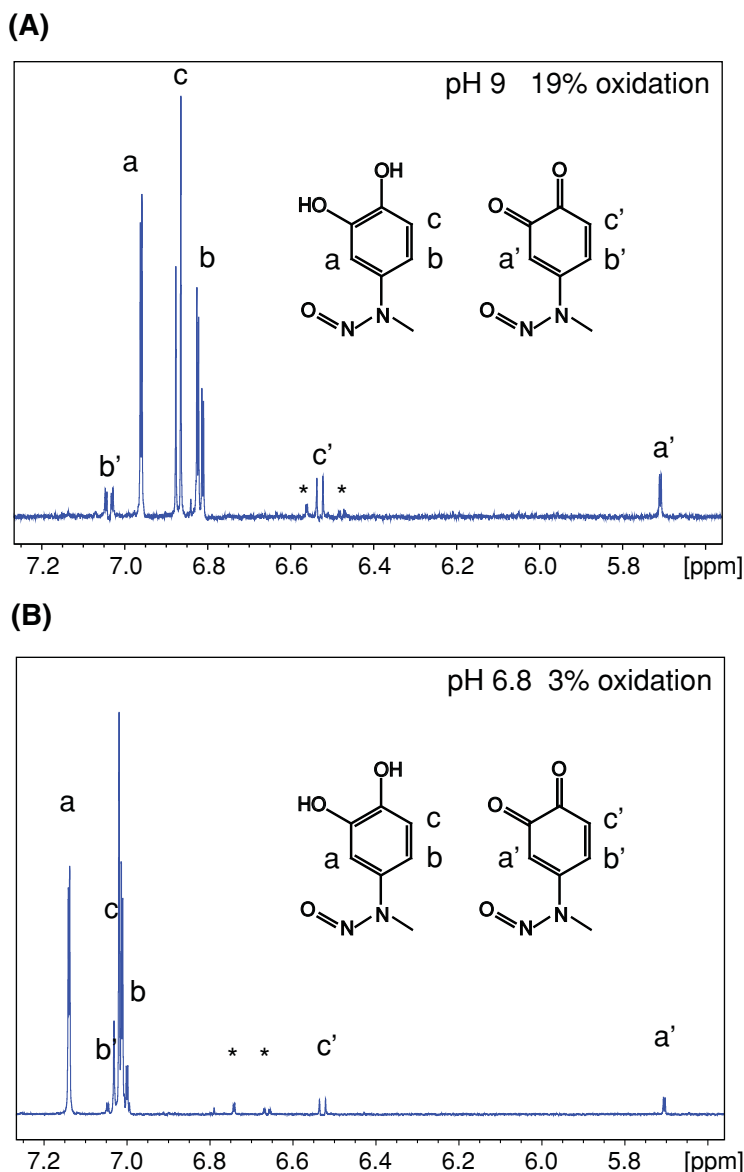 (A)
pH 9 19% oxidation
a
c
b
b’
*
c’
*
a’
OH
HO
a
c
b
O
N
N
O
O
a’
c’
b’
O
N
N
7.2 7.0 6.8 6.6 6.4 6.2 6.0 5.8 [ppm]
(B)
pH 6.8 3% oxidation
a
c
b
b’
*
*
c’
a’
OH
HO
a
c
b
O
N
N
O
O
a’
c’
b’
O
N
N
7.2 7.0 6.8 6.6 6.4 6.2 6.0 5.8 [ppm]